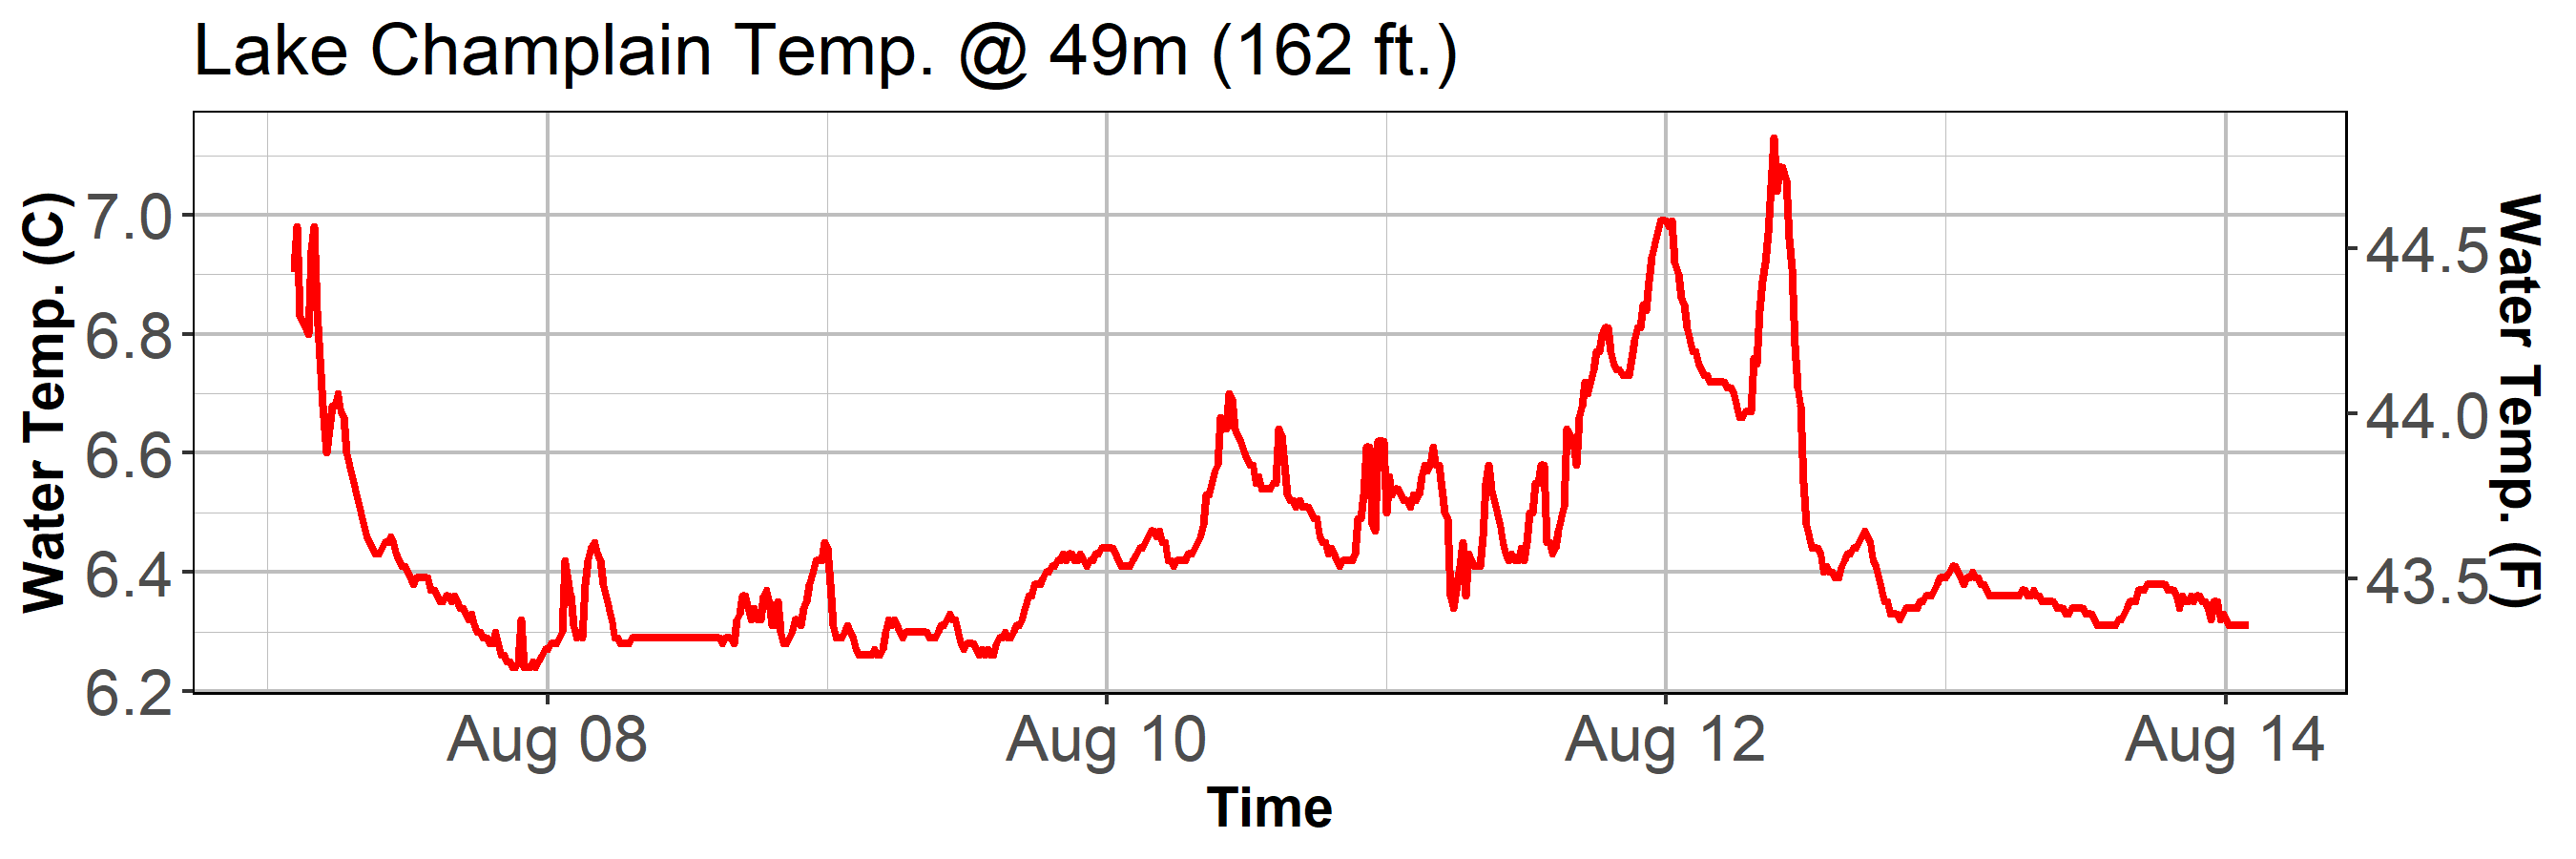 Lake Champlain Temp. @ 49m (162 ft.)
Water Temp. (C)
7.0
6.8
6.6
6.4
6.2
44.5
44.0
43.5
Water Temp. (F)
Aug 08 Aug 10 Aug 12 Aug 14
Time